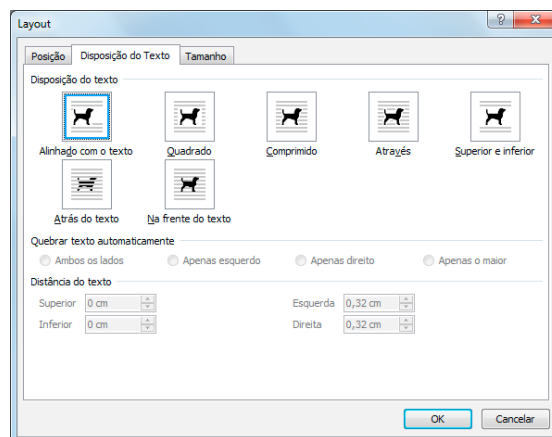 Layout
Posição Disposição do Texto Tamanho
Disposição do texto
Alinhado com o texto Quadrado Comprimido Através Superior e inferior
Atrás do texto Na frente do texto
Quebrar texto automaticamente
Ambos os lados Apenas esquerdo Apenas direito Apenas o maior
Distância do texto
Superior 0 cm Esquerda 0,32 cm
Inferior 0 cm Direita 0,32 cm
OK Cancelar